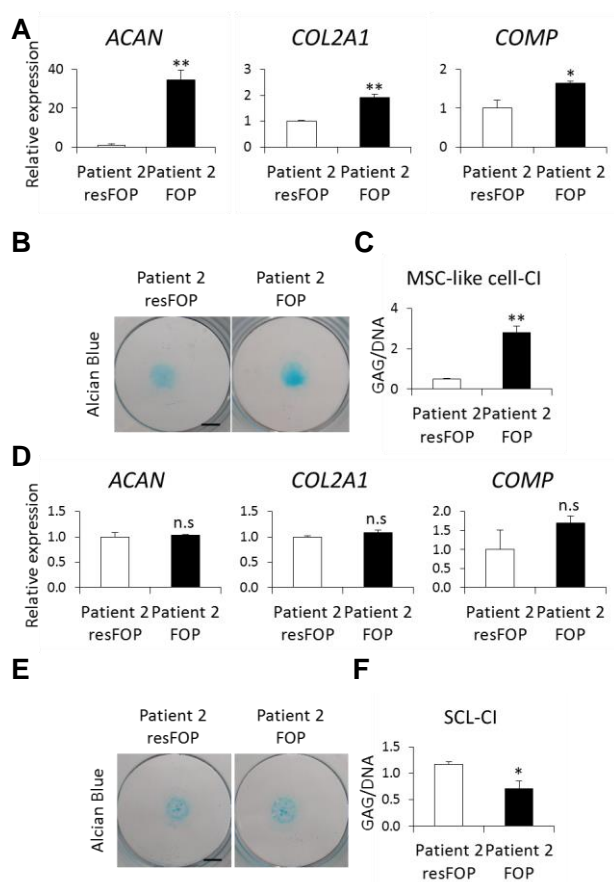 A
ACAN
COL2A1
COMP
Relative expression
40
20
0
3
2
1
0
2
1
0
**
**
*
Patient 2 Patient 2
resFOP FOP
Patient 2 Patient 2
resFOP FOP
Patient 2 Patient 2
resFOP FOP
B
Patient 2 Patient 2
resFOP FOP
Alcian Blue
C
MSC-like cell-CI
GAG/DNA
4
2
0
**
Patient 2 Patient 2
resFOP FOP
D
ACAN
COL2A1
COMP
Relative expression
1.5
1.0
0.5
0.0
1.5
1.0
0.5
0.0
2.0
1.5
1.0
0.5
0.0
n.s
n.s
n.s
Patient 2 Patient 2
resFOP FOP
Patient 2 Patient 2
resFOP FOP
Patient 2 Patient 2
resFOP FOP
E
Patient 2 Patient 2
resFOP FOP
Alcian Blue
F
SCL-CI
GAG/DNA
1.5
1.0
0.5
0.0
*
Patient 2 Patient 2
resFOP FOP